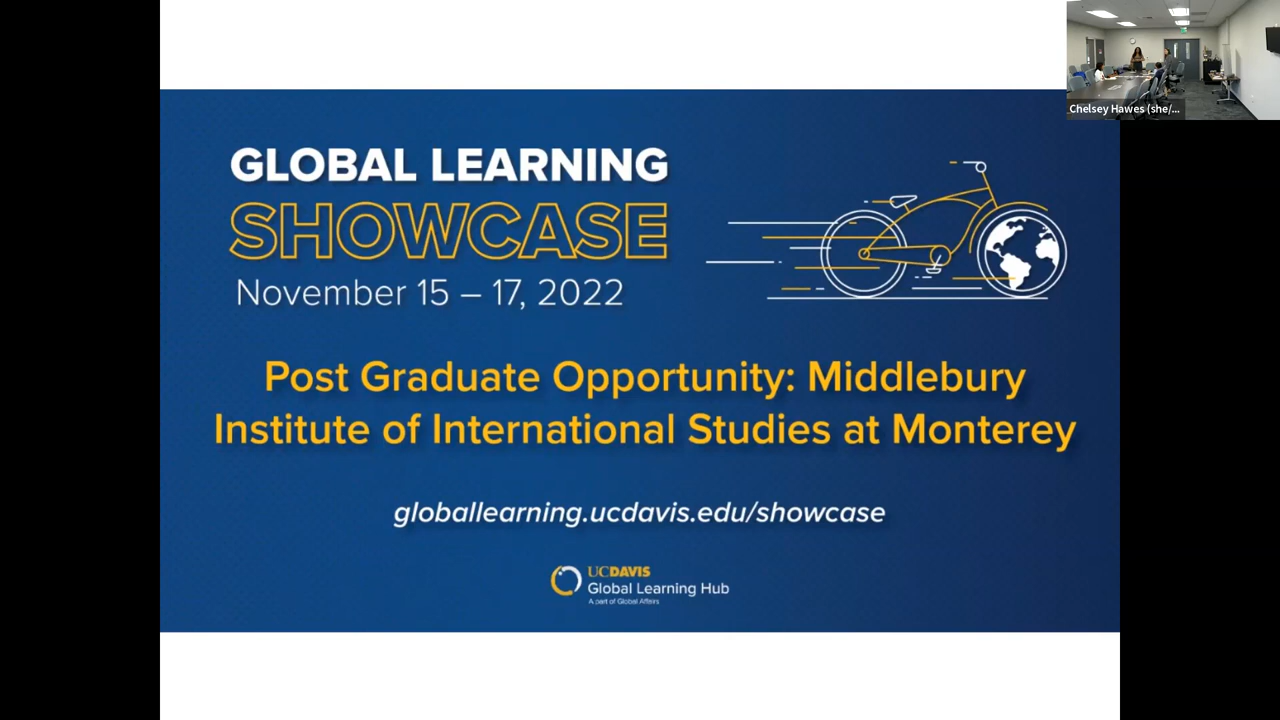 Chelsey Hawes (she/...
GLOBAL LEARNING
SHOWCASE
November 15 – 17, 2022
Post Graduate Opportunity: Middlebury
Institute of International Studies at Monterey
globallearning.ucdavis.edu/showcase
UCDAVIS
Global Learning Hub
A part of Global Affairs